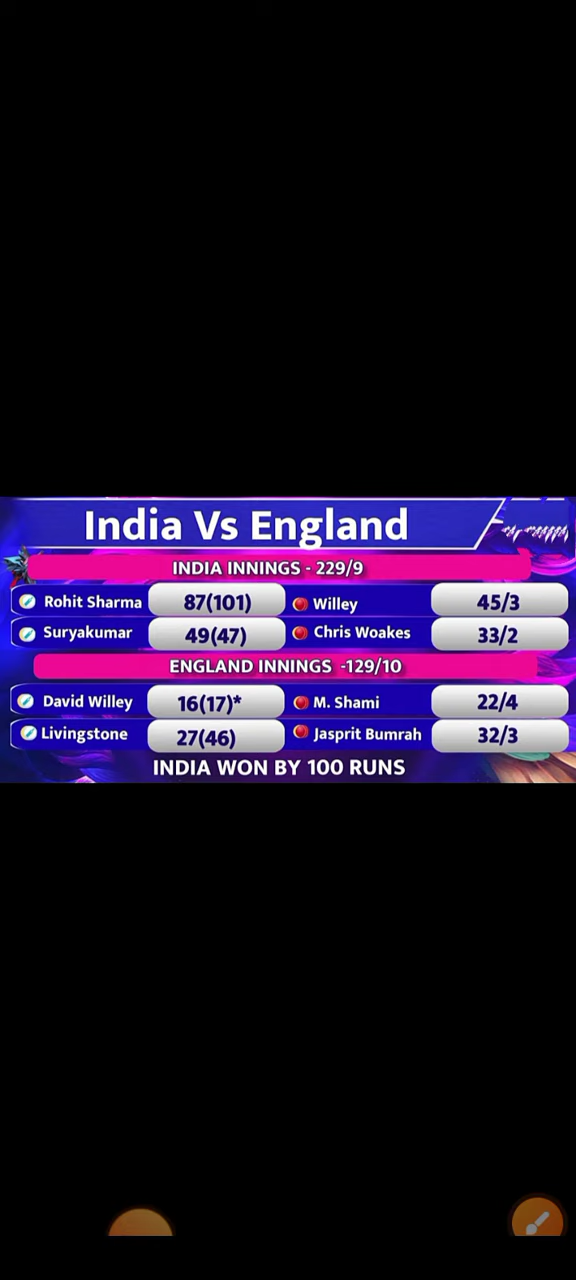 India Vs England
INDIA INNINGS - 229/9
Rohit Sharma 87(101) Willey 45/3
Suryakumar 49(47) Chris Woakes 33/2
ENGLAND INNINGS -129/10
David Willey 16(17)* M. Shami 22/4
Livingstone 27(46) Jasprit Bumrah 32/3
INDIA WON BY 100 RUNS